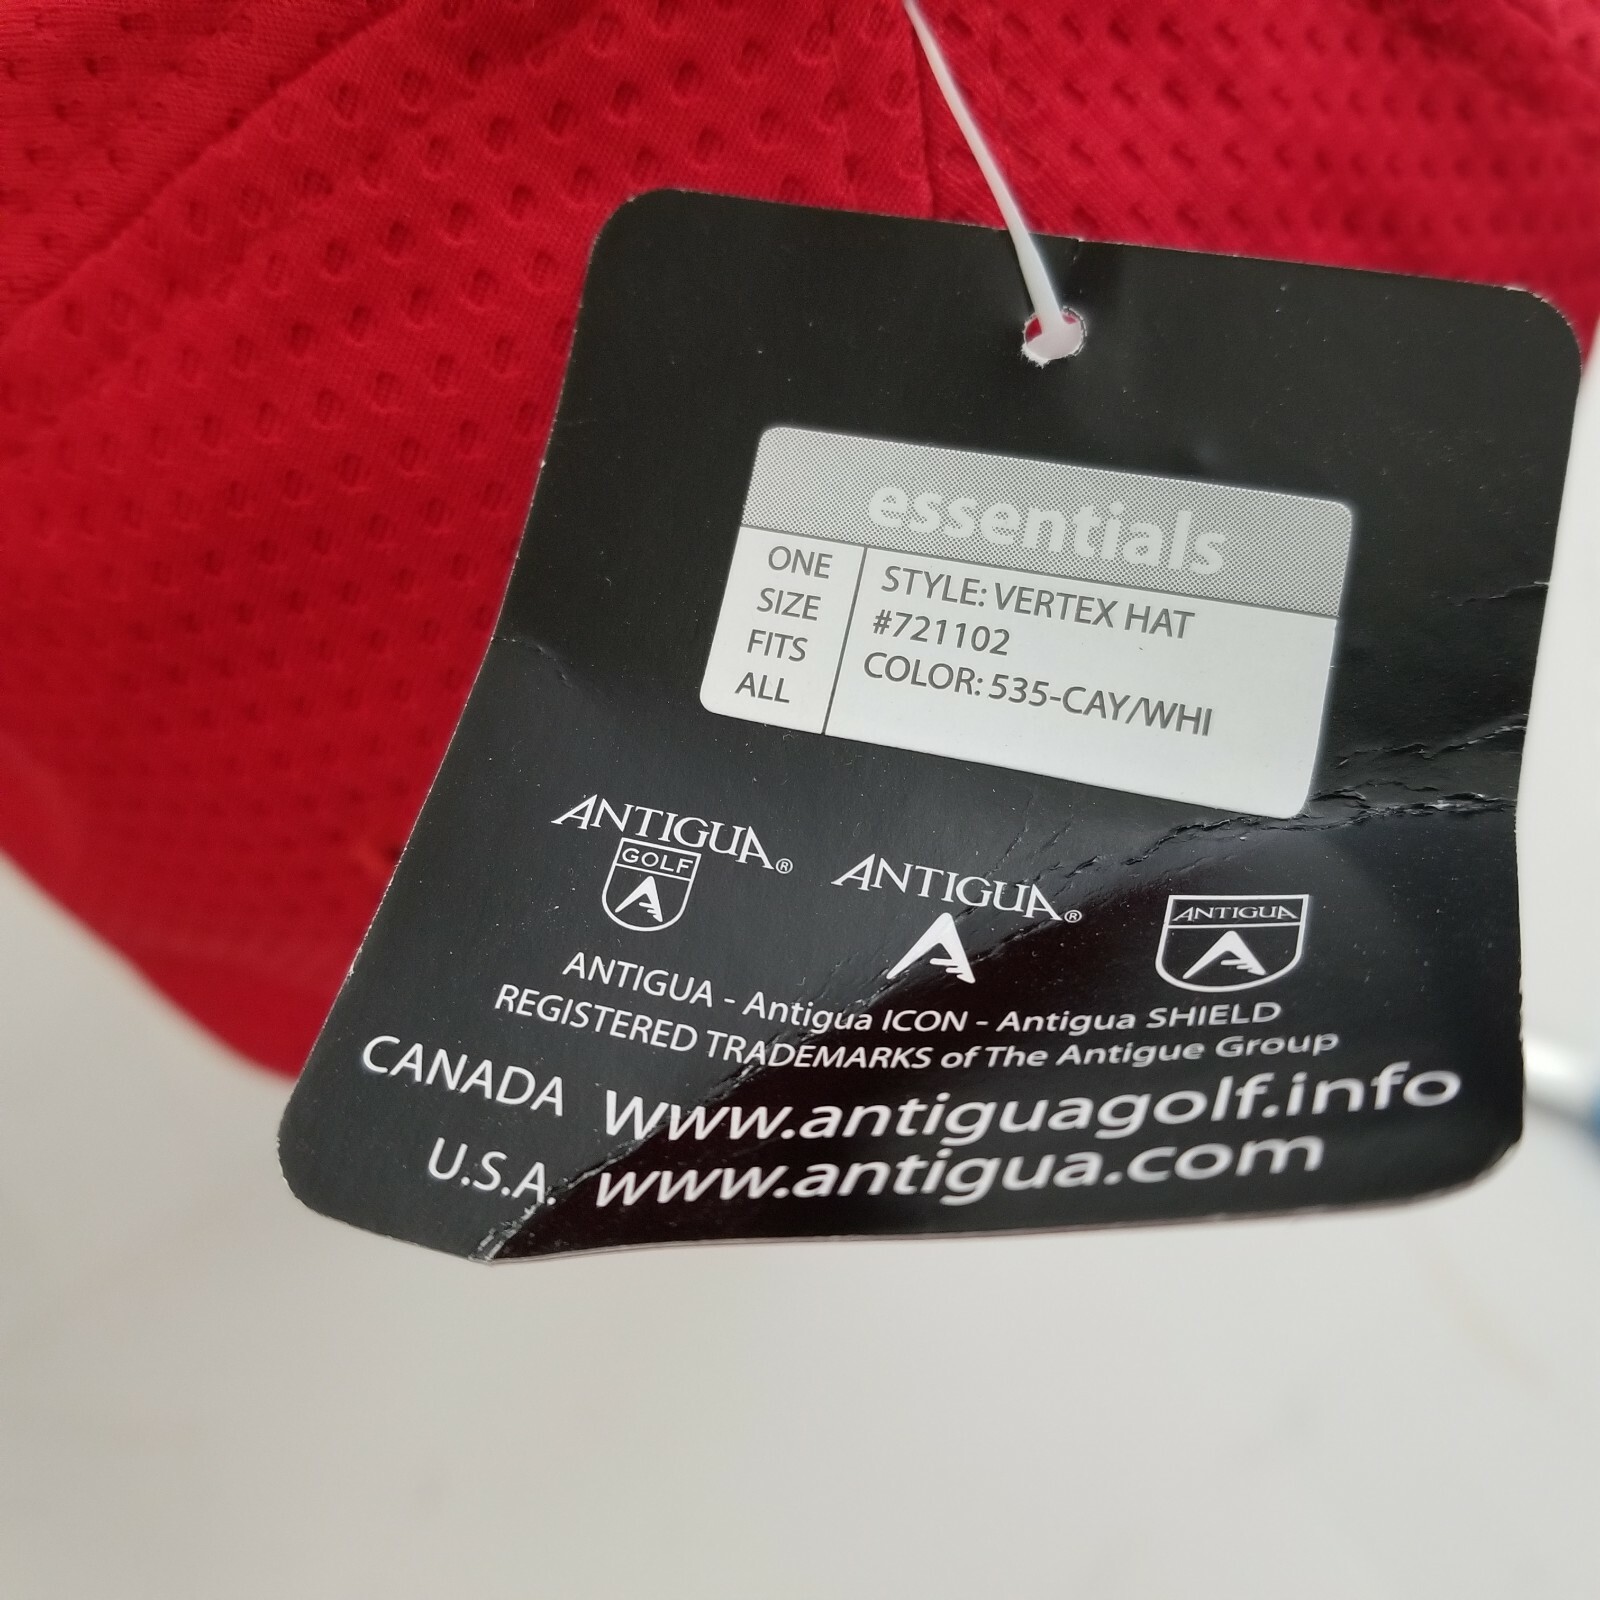 essentials
ONE
SIZE
FITS
ALL
STYLE: VERTEX HAT
#721102
COLOR: 535-CAY/WHI
ANTIGUA®
GOLF
ANTIGUA®
ANTIGUA
ANTIGUA - Antigua ICON - Antigua SHIELD
REGISTERED TRADEMARKS of The Antigue Group
CANADA www.antiguagolf.info
U.S.A. www.antigua.com